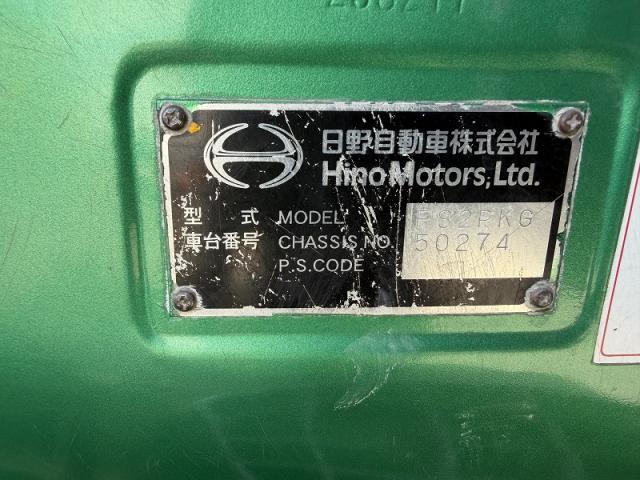 日野自動車株式会社
Hino Motors, Ltd.
型 式 MODEL FS2FKG
車台番号 CHASSIS NO. 50274
P.S.CODE